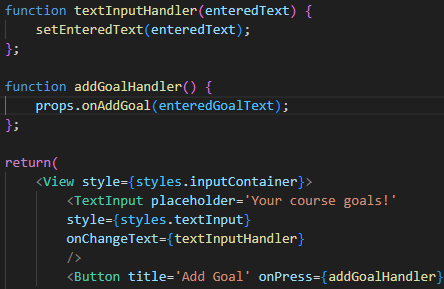 function textInputHandler(enteredText) {
setEnteredText(enteredText);
};
function addGoalHandler() {
props.onAddGoal(enteredGoalText);
};
return(
<View style={styles.inputContainer}>
<TextInput placeholder='Your course goals!'
style={styles.textInput}
onChangeText={textInputHandler}
/>
<Button title='Add Goal' onPress={addGoalHandler}